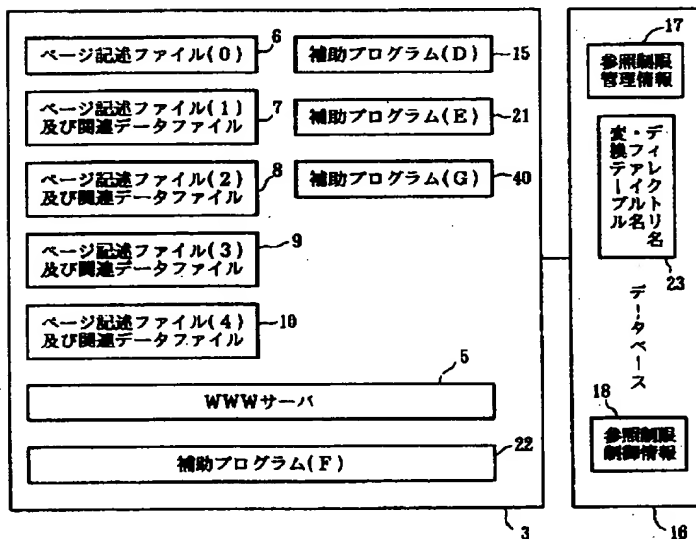 6
ページ記述ファイル(0)
補助プログラム(D)
15
ページ記述ファイル(1)
及び関連データファイル
7
補助プログラム(E)
21
ページ記述ファイル(2)
及び関連データファイル
8
補助プログラム(G)
40
ページ記述ファイル(3)
及び関連データファイル
9
ページ記述ファイル(4)
及び関連データファイル
10
5
WWWサーバ
補助プログラム(F)
22
3
17
参照制限
管理情報
ディレクトリ名
・ファイル名
変換テーブル
23
データベース
18
参照制限
制御情報
16